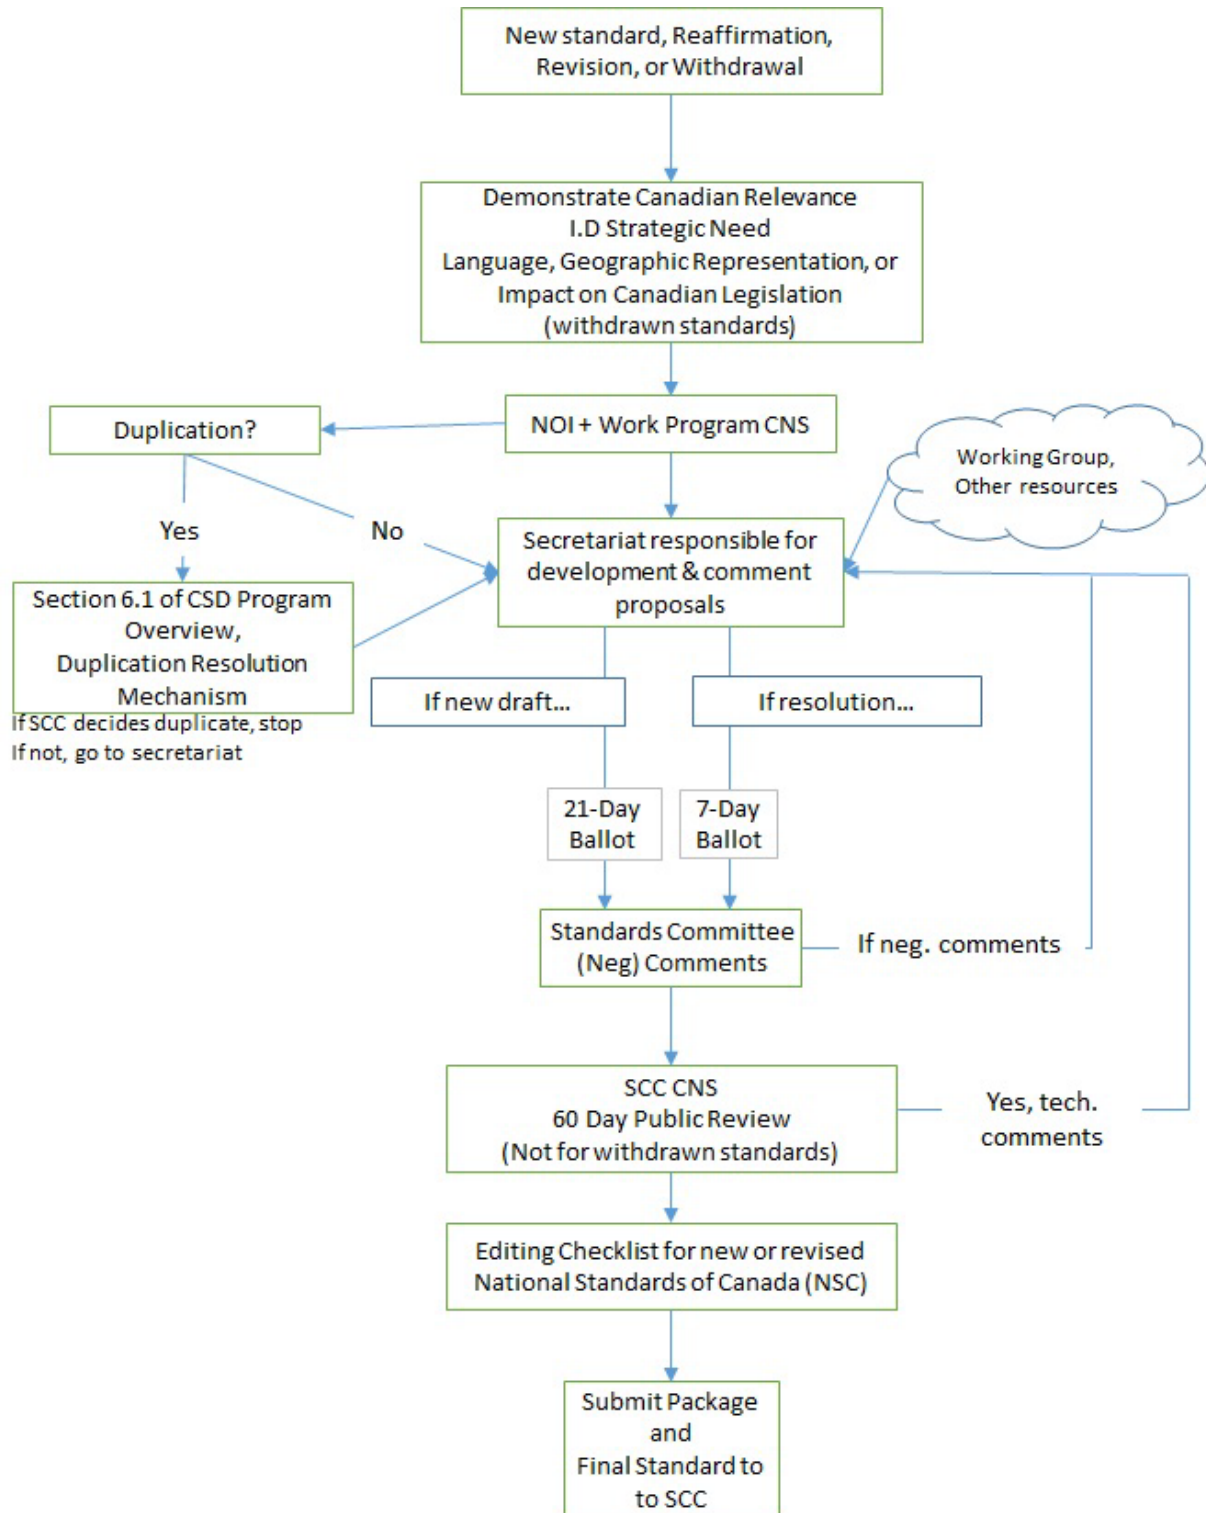 New standard, Reaffirmation,
Revision, or Withdrawal
Demonstrate Canadian Relevance
I.D Strategic Need
Language, Geographic Representation, or
Impact on Canadian Legislation
(withdrawn standards)
Duplication?
NOI + Work Program CNS
Working Group,
Other resources
Yes
No
Secretariat responsible for
development & comment
proposals
Section 6.1 of CSD Program
Overview,
Duplication Resolution
Mechanism
If SCC decides duplicate, stop
If not, go to secretariat
If new draft...
If resolution...
21-Day
Ballot
7-Day
Ballot
Standards Committee
(Neg) Comments
If neg. comments
SCC CNS
60 Day Public Review
(Not for withdrawn standards)
Yes, tech.
comments
Editing Checklist for new or revised
National Standards of Canada (NSC)
Submit Package
and
Final Standard to
to SCC